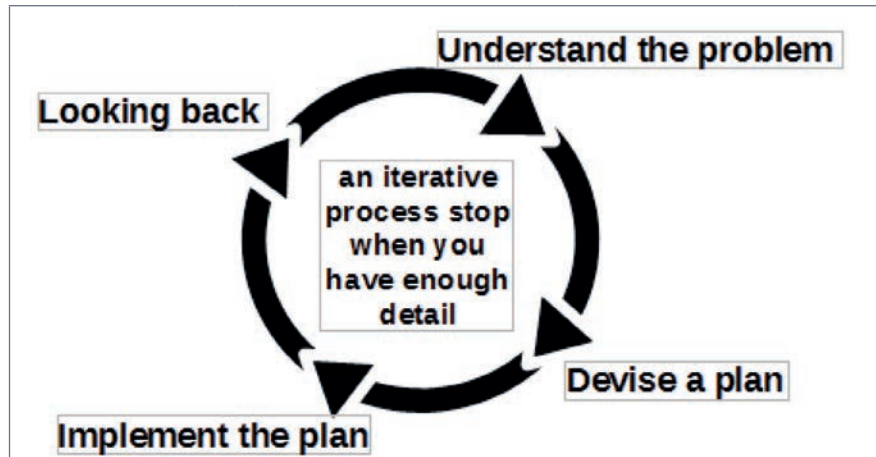 Understand the problem
Looking back
an iterative
process stop
when you
have enough
detail
Devise a plan
Implement the plan